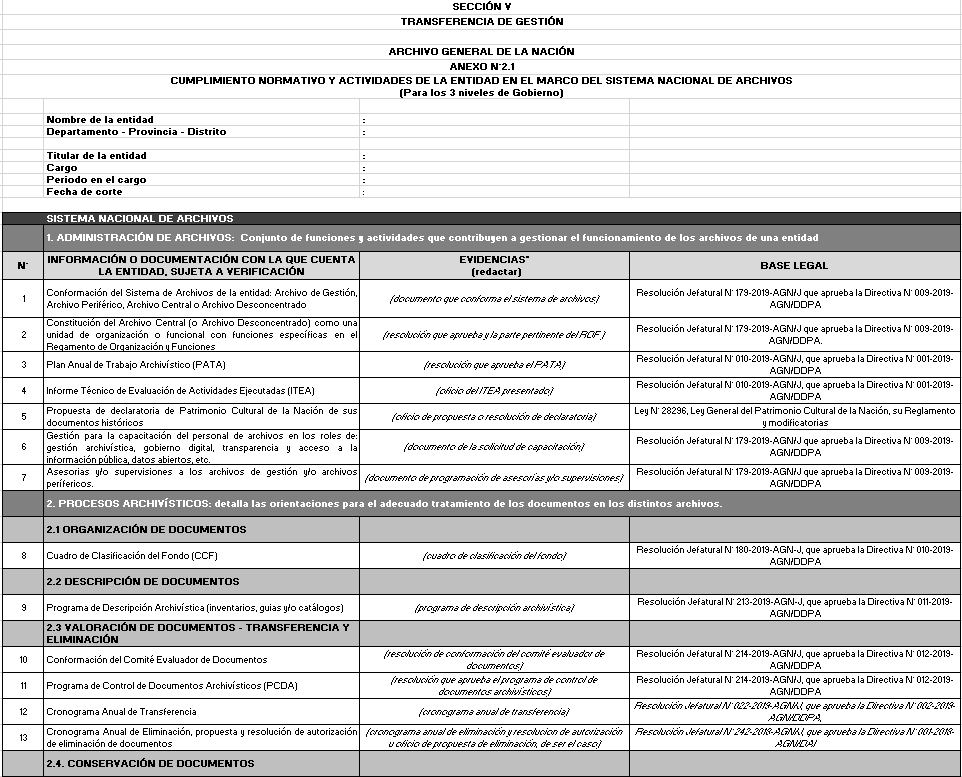 SECCIÓN V
TRANSFERENCIA DE GESTIÓN
ARCHIVO GENERAL DE LA NACIÓN
ANEXO N°2.1
CUMPLIMIENTO NORMATIVO Y ACTIVIDADES DE LA ENTIDAD EN EL MARCO DEL SISTEMA NACIONAL DE ARCHIVOS
(Para los 3 niveles de Gobierno)
Nombre de la entidad :
Departamento - Provincia - Distrito :
Titular de la entidad :
Cargo :
Periodo en el cargo :
Fecha de corte :
SISTEMA NACIONAL DE ARCHIVOS
1. ADMINISTRACIÓN DE ARCHIVOS: Conjunto de funciones y actividades que contribuyen a gestionar el funcionamiento de los archivos de una entidad
N°
INFORMACIÓN O DOCUMENTACIÓN CON LA QUE CUENTA
LA ENTIDAD, SUJETA A VERIFICACIÓN
EVIDENCIAS*
(redactar)
BASE LEGAL
1
Conformación del Sistema de Archivos de la entidad: Archivo de Gestión,
Archivo Periférico, Archivo Central o Archivo Desconcentrado
(documento que conforma el sistema de archivos)
Resolución Jefatural N° 179-2019-AGN/J que aprueba la Directiva N° 009-2019-
AGN/DDPA
2
Constitución del Archivo Central (o Archivo Desconcentrado) como una
unidad de organización o funcional con funciones específicas en el
Regamento de Organización y Funciones
(resolución que aprueba y la parte pertinente del ROF )
Resolución Jefatural N° 179-2019-AGN/J, que aprueba la Directiva N° 009-2019-
AGN/DDPA.
3
Plan Anual de Trabajo Archivístico (PATA)
(resolución que aprueba el PATA)
Resolución Jefatural N° 010-2019-AGN/J, que aprueba la Directiva N° 001-2019-
AGN/DDPA
4
Informe Técnico de Evaluación de Actividades Ejecutadas (ITEA)
(oficio del ITEA presentado)
Resolución Jefatural N° 010-2019-AGN/J, que aprueba la Directiva N° 001-2019-
AGN/DDPA
5
Propuesta de declaratoria de Patrimonio Cultural de la Nación de sus
documentos históricos
(oficio de propuesta o resolución de declaratoria)
Ley N° 28296, Ley General del Patrimonio Cultural de la Nación, su Reglamento
y modificatorias
6
Gestión para la capacitación del personal de archivos en los roles de:
gestión archivística, gobierno digital, transparencia y acceso a la
información pública, datos abiertos, etc.
(documento de la solicitud de capacitación)
Resolución Jefatural N° 179-2019-AGN/J, que aprueba la Directiva N° 009-2019-
AGN/DDPA
7
Asesorías y/o supervisiones a los archivos de gestión y/o archivos
perífericos.
(documento de programación de asesorías y/o supervisiones)
Resolución Jefatural N° 179-2019-AGN/J, que aprueba la Directiva N° 009-2019-
AGN/DDPA
2. PROCESOS ARCHIVÍSTICOS: detalla las orientaciones para el adecuado tratamiento de los documentos en los distintos archivos.
2.1 ORGANIZACIÓN DE DOCUMENTOS
8
Cuadro de Clasificación del Fondo (CCF)
(cuadro de clasificación del fondo)
Resolución Jefatural N° 180-2019-AGN-J, que aprueba la Directiva N° 010-2019-
AGN/DDPA
2.2 DESCRIPCIÓN DE DOCUMENTOS
9
Programa de Descripción Archivística (inventarios, guías y/o catálogos)
(programa de descripción archivística)
Resolución Jefatural N° 213-2019-AGN-J, que aprueba la Directiva N° 011-2019-
AGN/DDPA
2.3 VALORACIÓN DE DOCUMENTOS - TRANSFERENCIA Y
ELIMINACIÓN
10
Conformación del Comité Evaluador de Documentos
(resolución de conformación del comité evaluador de
documentos)
Resolución Jefatural N° 214-2019-AGN/J, que aprueba la Directiva N° 012-2019-
AGN/DDPA
11
Programa de Control de Documentos Archivísticos (PCDA)
(resolución que aprueba el programa de control de
documentos archivísticos)
Resolución Jefatural N° 214-2019-AGN/J, que aprueba la Directiva N° 012-2019-
AGN/DDPA
12
Cronograma Anual de Transferencia
(cronograma anual de transferencia)
Resolución Jefatural N° 022-2019-AGN/J, que aprueba la Directiva N° 002-2019-
AGN/DDPA,
13
Cronograma Anual de Eliminación, propuesta y resolución de autorización
de eliminación de documentos
(cronograma anual de eliminación y resolucion de autorización
u oficio de propuesta de eliminación, de ser el caso)
Resolución Jefatural N° 242-2018-AGN/J, que aprueba la Directiva N° 001-2018-
AGN/DAI
2.4. CONSERVACIÓN DE DOCUMENTOS